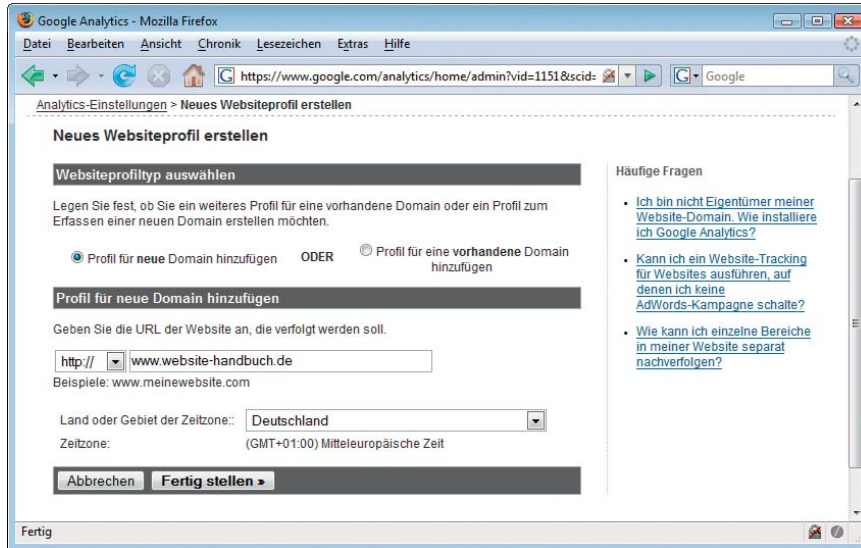 Google Analytics - Mozilla Firefox
Datei Bearbeiten Ansicht Chronik Lesezeichen Extras Hilfe
https://www.google.com/analytics/home/admin?vid=1151&scid= Google
Analytics-Einstellungen > Neues Websiteprofil erstellen
Neues Websiteprofil erstellen
Websiteprofiltyp auswählen
Legen Sie fest, ob Sie ein weiteres Profil für eine vorhandene Domain oder ein Profil zum
Erfassen einer neuen Domain erstellen möchten.
Profil für neue Domain hinzufügen ODER Profil für eine vorhandene Domain
hinzufügen
Profil für neue Domain hinzufügen
Geben Sie die URL der Website an, die verfolgt werden soll.
http:// www.website-handbuch.de
Beispiele: www.meinewebsite.com
Land oder Gebiet der Zeitzone:: Deutschland
Zeitzone: (GMT+01:00) Mitteleuropäische Zeit
Abbrechen Fertig stellen »
Häufige Fragen
Ich bin nicht Eigentümer meiner
Website-Domain. Wie installiere
ich Google Analytics?
Kann ich ein Website-Tracking
für Websites ausführen, auf
denen ich keine
AdWords-Kampagne schalte?
Wie kann ich einzelne Bereiche
in meiner Website separat
nachverfolgen?
Fertig